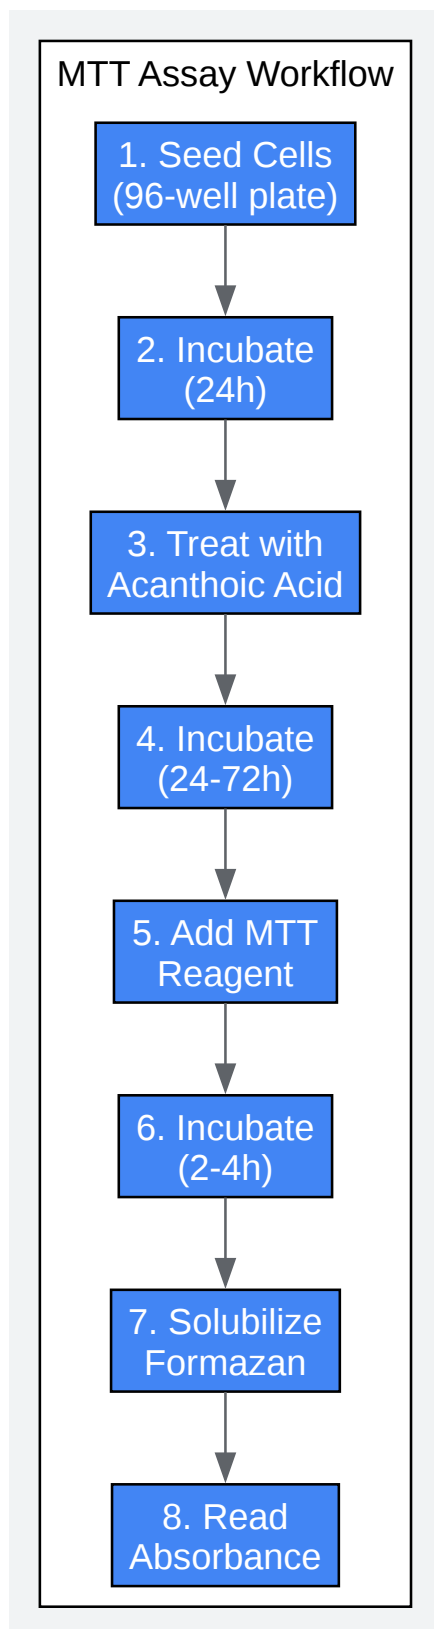 MTT Assay Workflow
1. Seed Cells
(96-well plate)
2. Incubate
(24h)
3. Treat with
Acanthoic Acid
4. Incubate
(24-72h)
5. Add MTT
Reagent
6. Incubate
(2-4h)
7. Solubilize
Formazan
8. Read
Absorbance